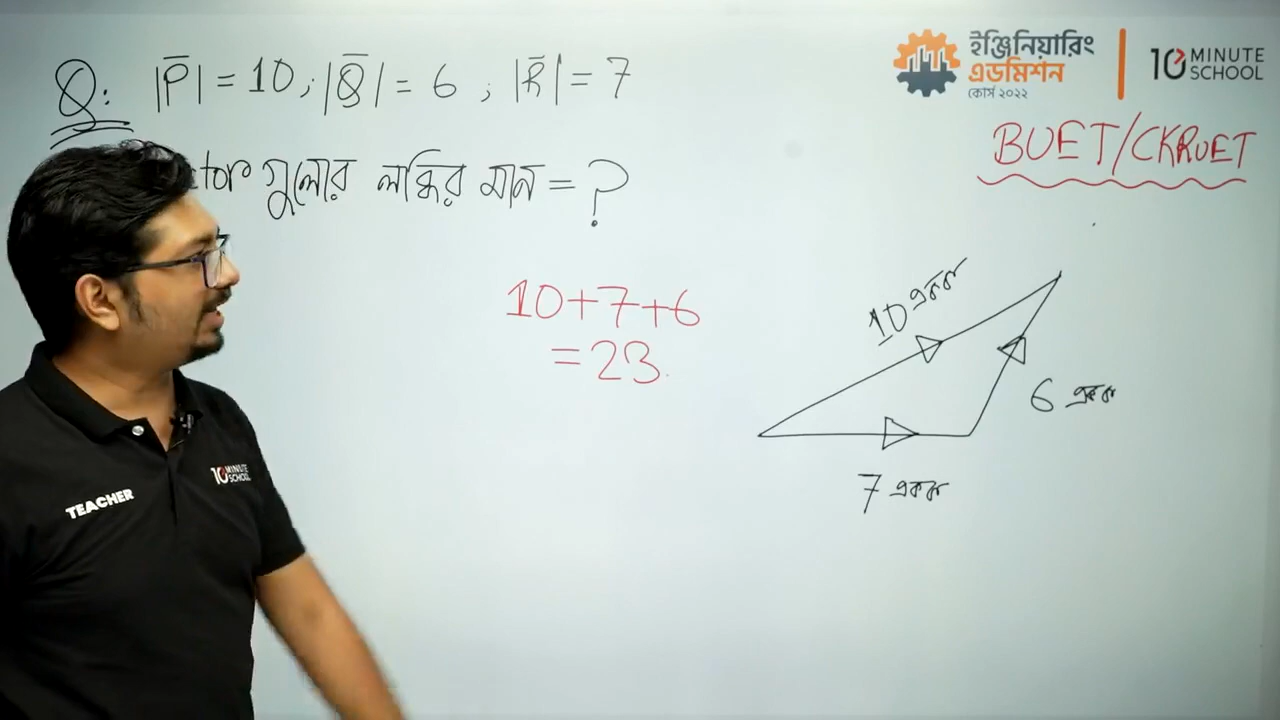 Q: |P̅| = 10 ; |Q̅| = 6 ; |R̅| = 7
tor গুলোর লব্ধির মান = ?
10+7+6
= 23
10 একক
6 একক
7 একক
ইঞ্জিনিয়ারিং
এডমিশন
কোর্স ২০২২
10 MINUTE SCHOOL
BUET/CKRUET
10 MINUTE SCHOOL
TEACHER